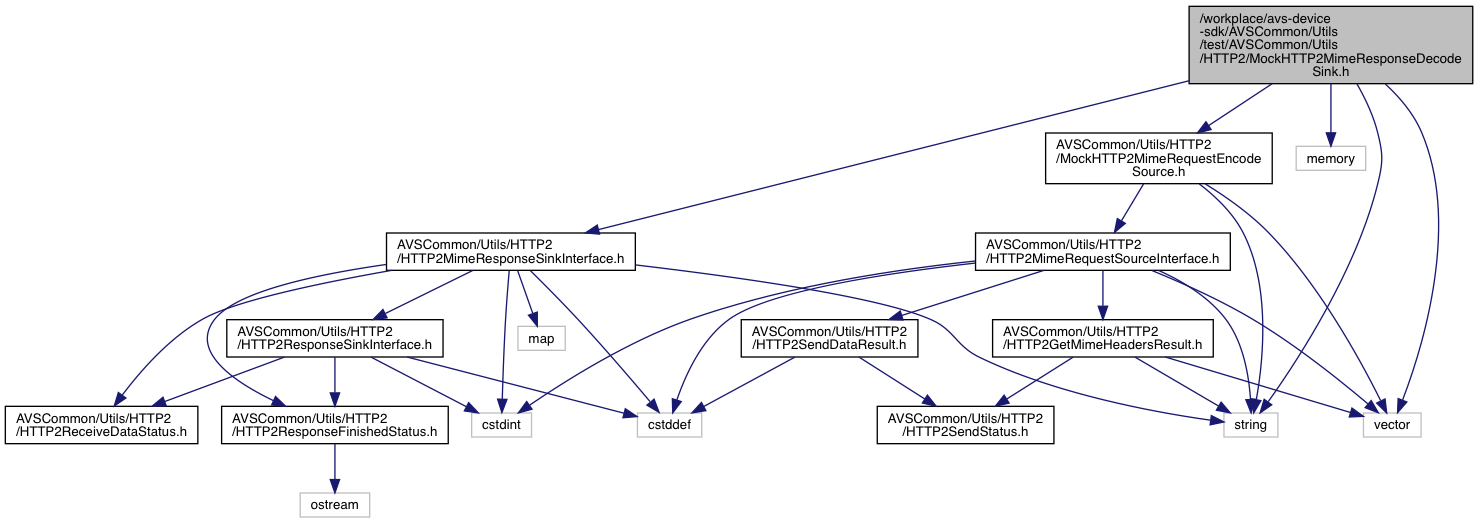 /workplace/avs-device
-sdk/AVSCommon/Utils
/test/AVSCommon/Utils
/HTTP2/MockHTTP2MimeResponseDecode
Sink.h
AVSCommon/Utils/HTTP2
/MockHTTP2MimeRequestEncode
Source.h
memory
AVSCommon/Utils/HTTP2
/HTTP2MimeResponseSinkInterface.h
AVSCommon/Utils/HTTP2
/HTTP2MimeRequestSourceInterface.h
AVSCommon/Utils/HTTP2
/HTTP2ResponseSinkInterface.h
map
AVSCommon/Utils/HTTP2
/HTTP2SendDataResult.h
AVSCommon/Utils/HTTP2
/HTTP2GetMimeHeadersResult.h
AVSCommon/Utils/HTTP2
/HTTP2ReceiveDataStatus.h
AVSCommon/Utils/HTTP2
/HTTP2ResponseFinishedStatus.h
cstdint
cstddef
AVSCommon/Utils/HTTP2
/HTTP2SendStatus.h
string
vector
ostream